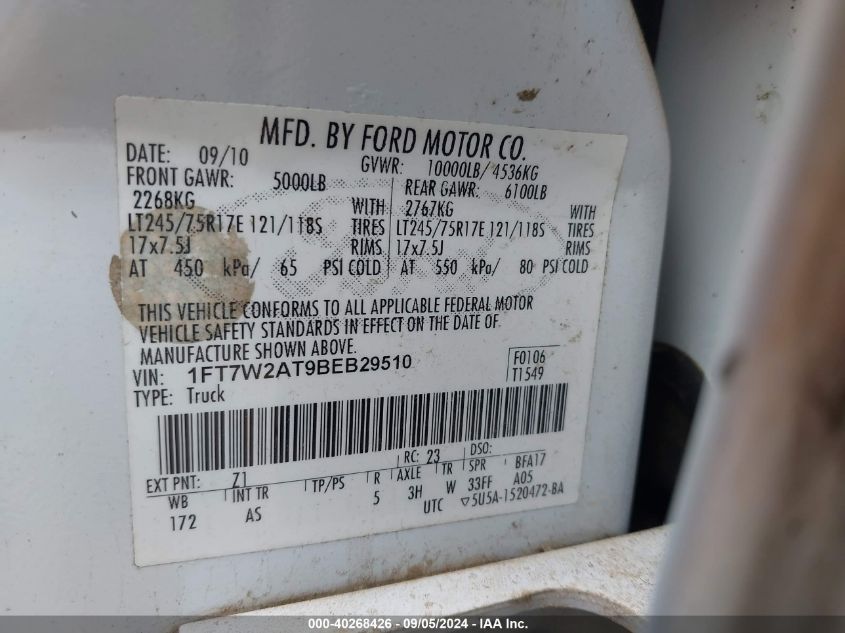 MFD. BY FORD MOTOR CO.
DATE: 09/10 GVWR: 10000LB/ 4536KG
FRONT GAWR: 5000LB REAR GAWR: 6100LB
2268KG WITH 2767KG WITH
LT245/75R17E 121/118S TIRES LT245/75R17E 121/118S TIRES
17x7.5J RIMS 17x7.5J RIMS
AT 450 kPa/ 65 PSI COLD AT 550 kPa/ 80 PSI COLD
THIS VEHICLE CONFORMS TO ALL APPLICABLE FEDERAL MOTOR
VEHICLE SAFETY STANDARDS IN EFFECT ON THE DATE OF
MANUFACTURE SHOWN ABOVE.
VIN: 1FT7W2AT9BEB29510 F0106
TYPE: Truck T1549
EXT PNT: Z1 RC: 23 DSO:
WB INT TR TP/PS R AXLE TR SPR BFA17
172 AS 5 3H W 33FF A05
UTC ▽5U5A-1520472-BA
000-40268426 - 09/05/2024 - IAA Inc.